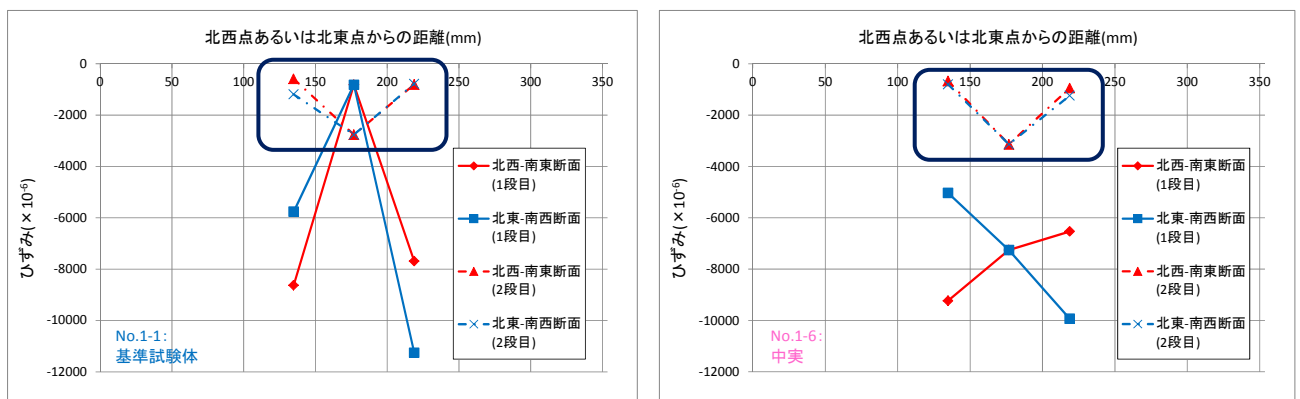 北西点あるいは北東点からの距離(mm)
0
0 50 100 150 200 250 300 350
-2000
-4000
-6000
-8000
-10000
-12000
ひずみ(×10⁻⁶)
北西-南東断面
(1段目)
北東-南西断面
(1段目)
北西-南東断面
(2段目)
北東-南西断面
(2段目)
No.1-1:
基準試験体
北西点あるいは北東点からの距離(mm)
0
0 50 100 150 200 250 300 350
-2000
-4000
-6000
-8000
-10000
-12000
ひずみ(×10⁻⁶)
北西-南東断面
(1段目)
北東-南西断面
(1段目)
北西-南東断面
(2段目)
北東-南西断面
(2段目)
No.1-6:
中実